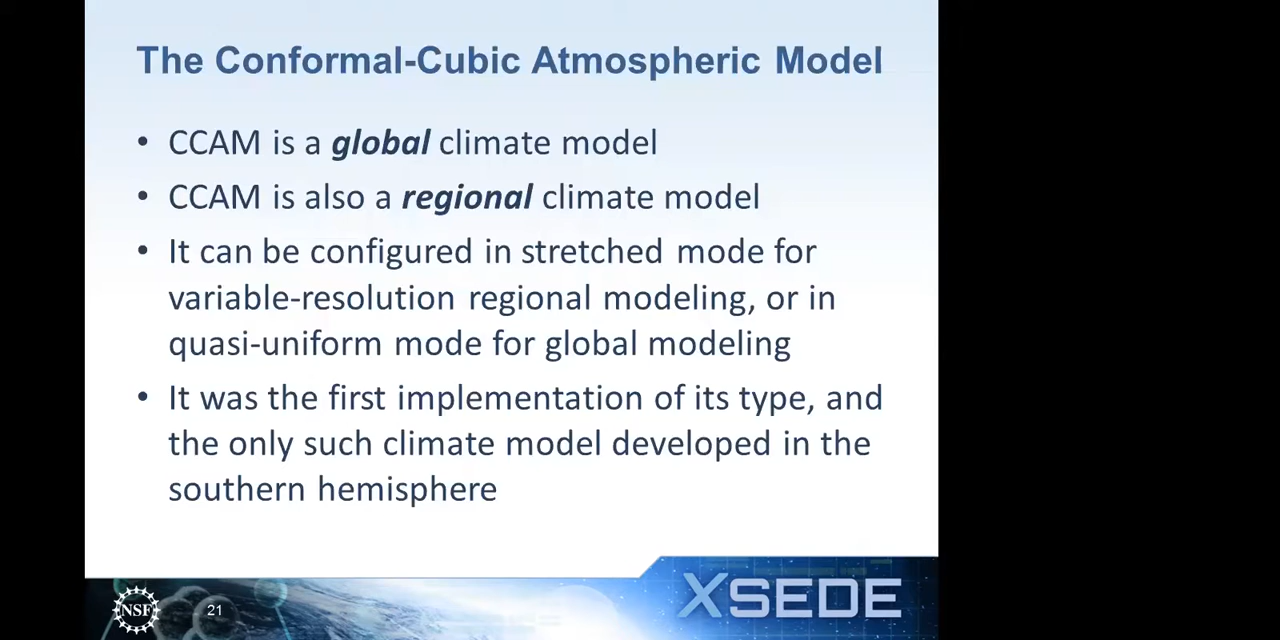 The Conformal-Cubic Atmospheric Model
• CCAM is a global climate model
• CCAM is also a regional climate model
• It can be configured in stretched mode for
variable-resolution regional modeling, or in
quasi-uniform mode for global modeling
• It was the first implementation of its type, and
the only such climate model developed in the
southern hemisphere
NSF
21
XSEDE